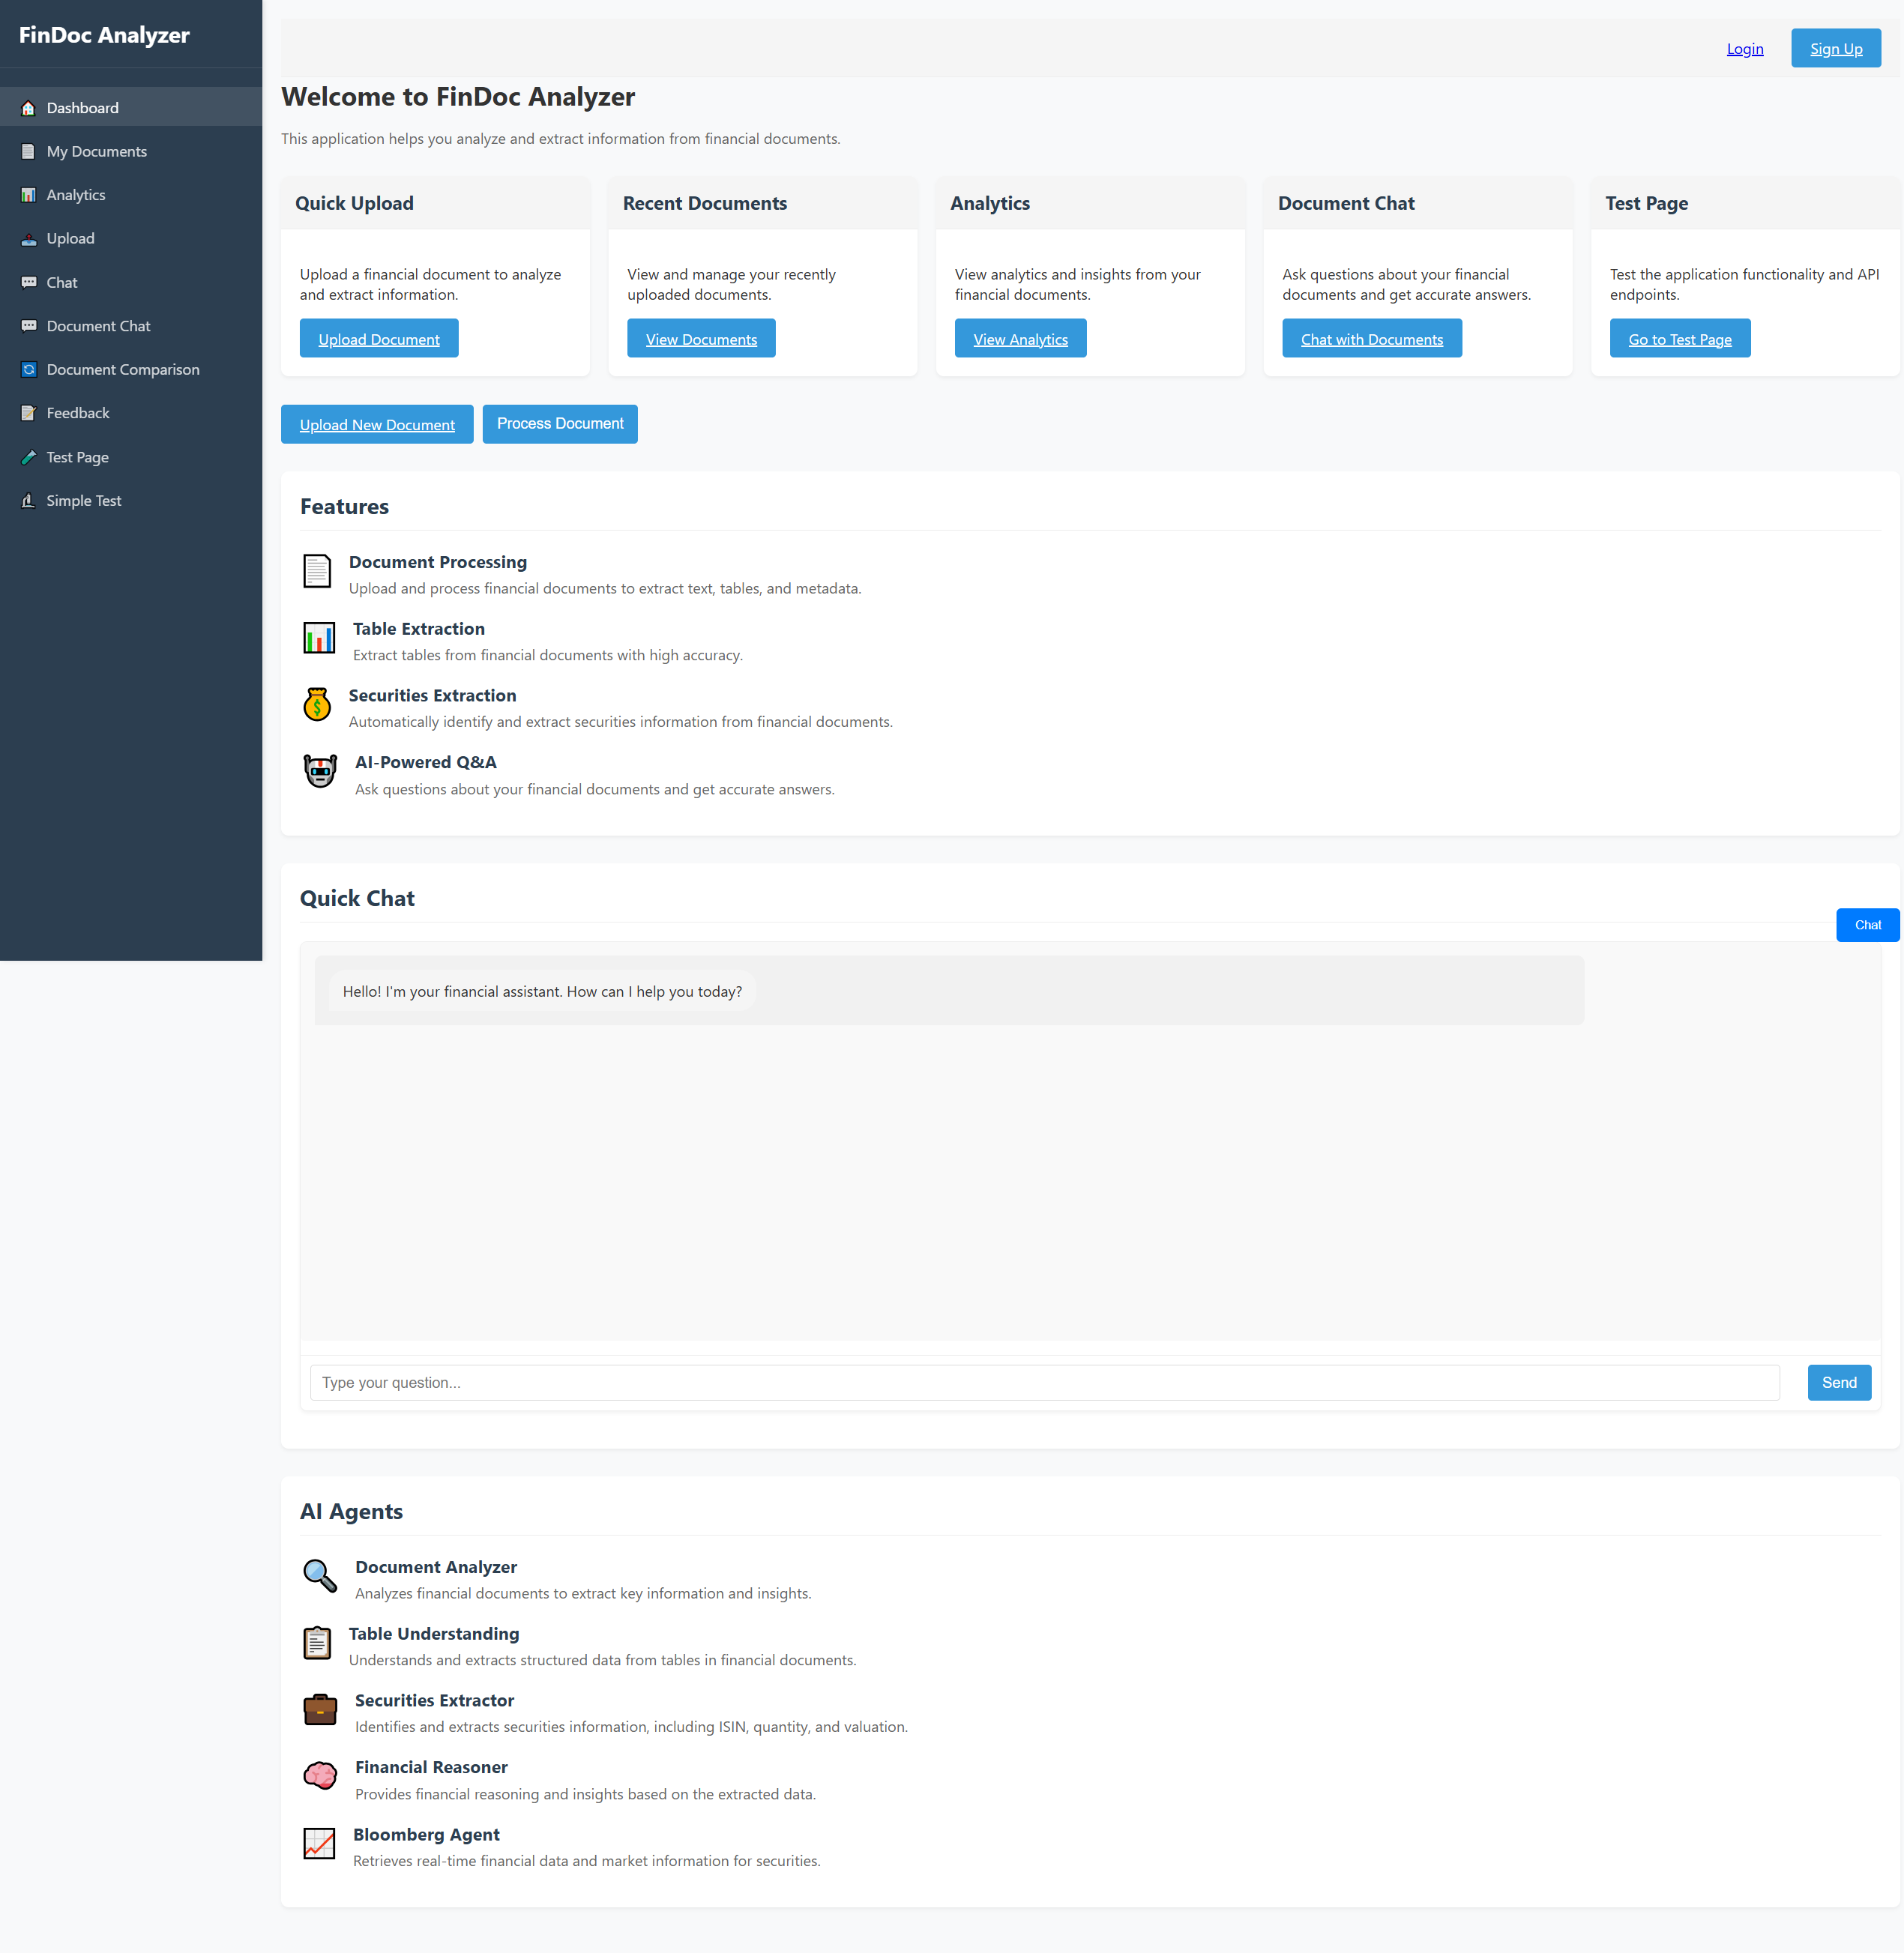 FinDoc Analyzer
Dashboard
My Documents
Analytics
Upload
Chat
Document Chat
Document Comparison
Feedback
Test Page
Simple Test
Login
Sign Up
Welcome to FinDoc Analyzer
This application helps you analyze and extract information from financial documents.
Quick Upload
Upload a financial document to analyze
and extract information.
Upload Document
Recent Documents
View and manage your recently
uploaded documents.
View Documents
Analytics
View analytics and insights from your
financial documents.
View Analytics
Document Chat
Ask questions about your financial
documents and get accurate answers.
Chat with Documents
Test Page
Test the application functionality and API
endpoints.
Go to Test Page
Upload New Document
Process Document
Features
Document Processing
Upload and process financial documents to extract text, tables, and metadata.
Table Extraction
Extract tables from financial documents with high accuracy.
Securities Extraction
Automatically identify and extract securities information from financial documents.
AI-Powered Q&A
Ask questions about your financial documents and get accurate answers.
Quick Chat
Chat
Hello! I'm your financial assistant. How can I help you today?
Type your question...
Send
AI Agents
Document Analyzer
Analyzes financial documents to extract key information and insights.
Table Understanding
Understands and extracts structured data from tables in financial documents.
Securities Extractor
Identifies and extracts securities information, including ISIN, quantity, and valuation.
Financial Reasoner
Provides financial reasoning and insights based on the extracted data.
Bloomberg Agent
Retrieves real-time financial data and market information for securities.